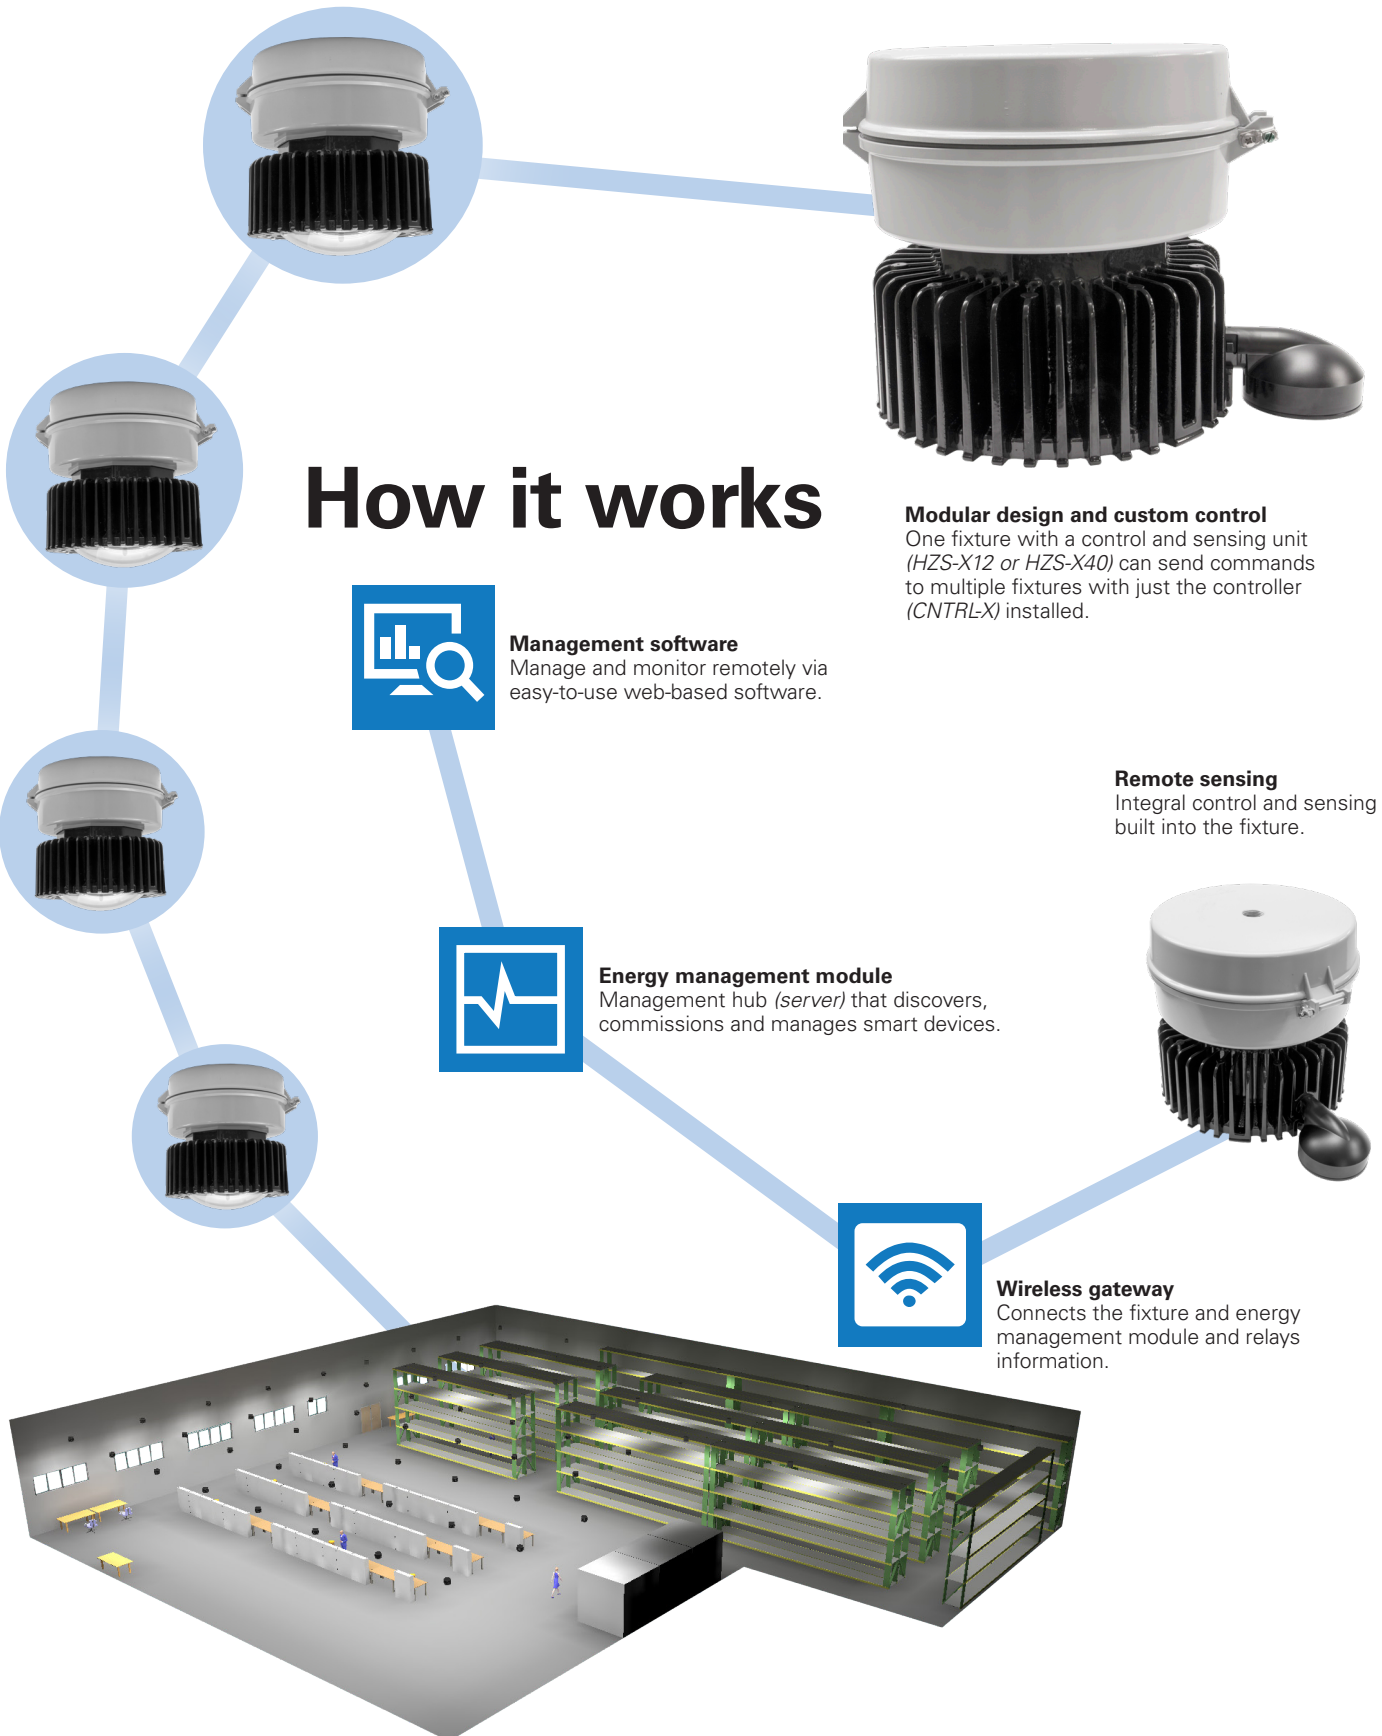 How it works
Modular design and custom control
One fixture with a control and sensing unit
(HZS-X12 or HZS-X40) can send commands
to multiple fixtures with just the controller
(CNTRL-X) installed.
Management software
Manage and monitor remotely via
easy-to-use web-based software.
Remote sensing
Integral control and sensing
built into the fixture.
Energy management module
Management hub (server) that discovers,
commissions and manages smart devices.
Wireless gateway
Connects the fixture and energy
management module and relays
information.